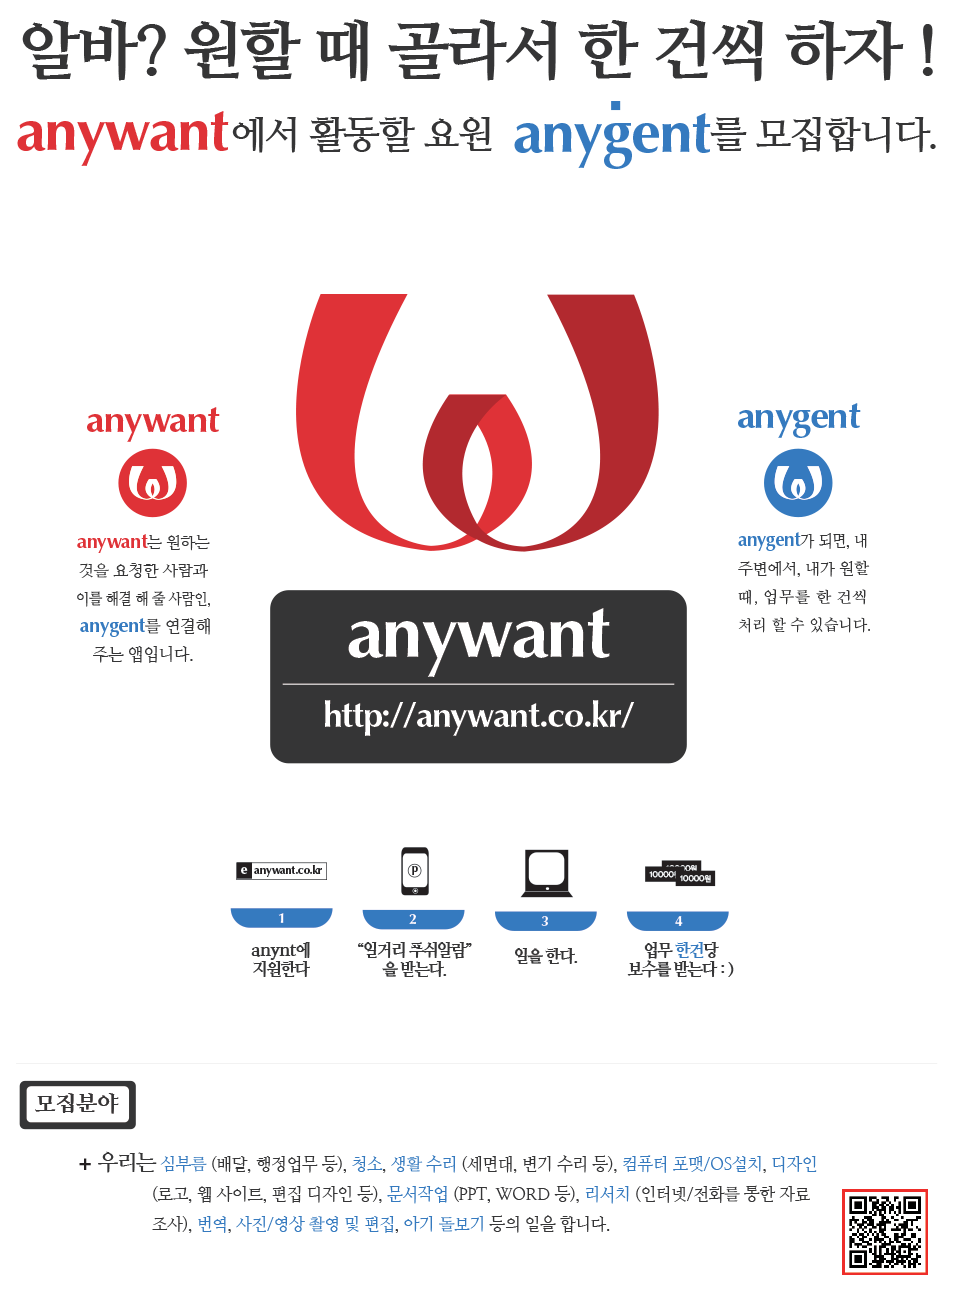 알바? 원할 때 골라서 한 건씩 하자 !
anywant에서 활동할 요원 anygent를 모집합니다.
anywant
anywant는 원하는
것을 요청한 사람과
이를 해결 해 줄 사람인,
anygent를 연결해
주는 앱입니다.
anygent
anygent가 되면, 내
주변에서, 내가 원할
때, 업무를 한 건씩
처리 할 수 있습니다.
anywant
http://anywant.co.kr/
e anywant.co.kr
1
anynt에
지원한다
P
2
“일거리 푸쉬알람”
을 받는다.
3
일을 한다.
10000원
10000원
10000원
4
업무 한건당
보수를 받는다 : )
모집분야
+ 우리는 심부름 (배달, 행정업무 등), 청소, 생활 수리 (세면대, 변기 수리 등), 컴퓨터 포맷/OS설치, 디자인
(로고, 웹 사이트, 편집 디자인 등), 문서작업 (PPT, WORD 등), 리서치 (인터넷/전화를 통한 자료
조사), 번역, 사진/영상 촬영 및 편집, 아기 돌보기 등의 일을 합니다.